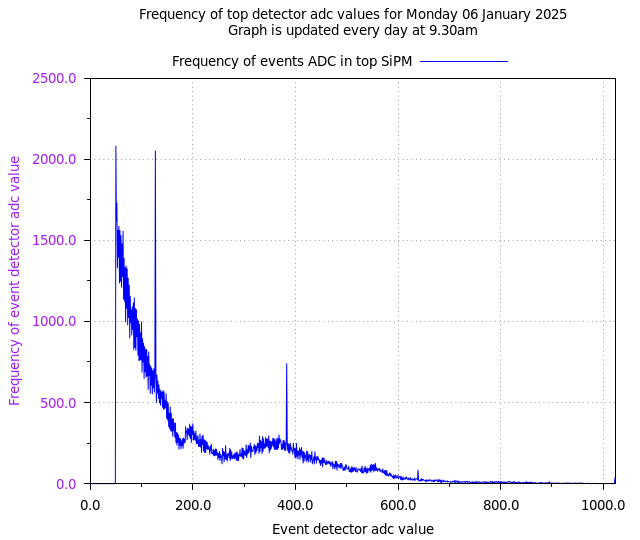 Frequency of top detector adc values for Monday 06 January 2025
Graph is updated every day at 9.30am
Frequency of events ADC in top SiPM
2500.0
2000.0
1500.0
1000.0
500.0
0.0
Frequency of event detector adc value
0.0 200.0 400.0 600.0 800.0 1000.0
Event detector adc value